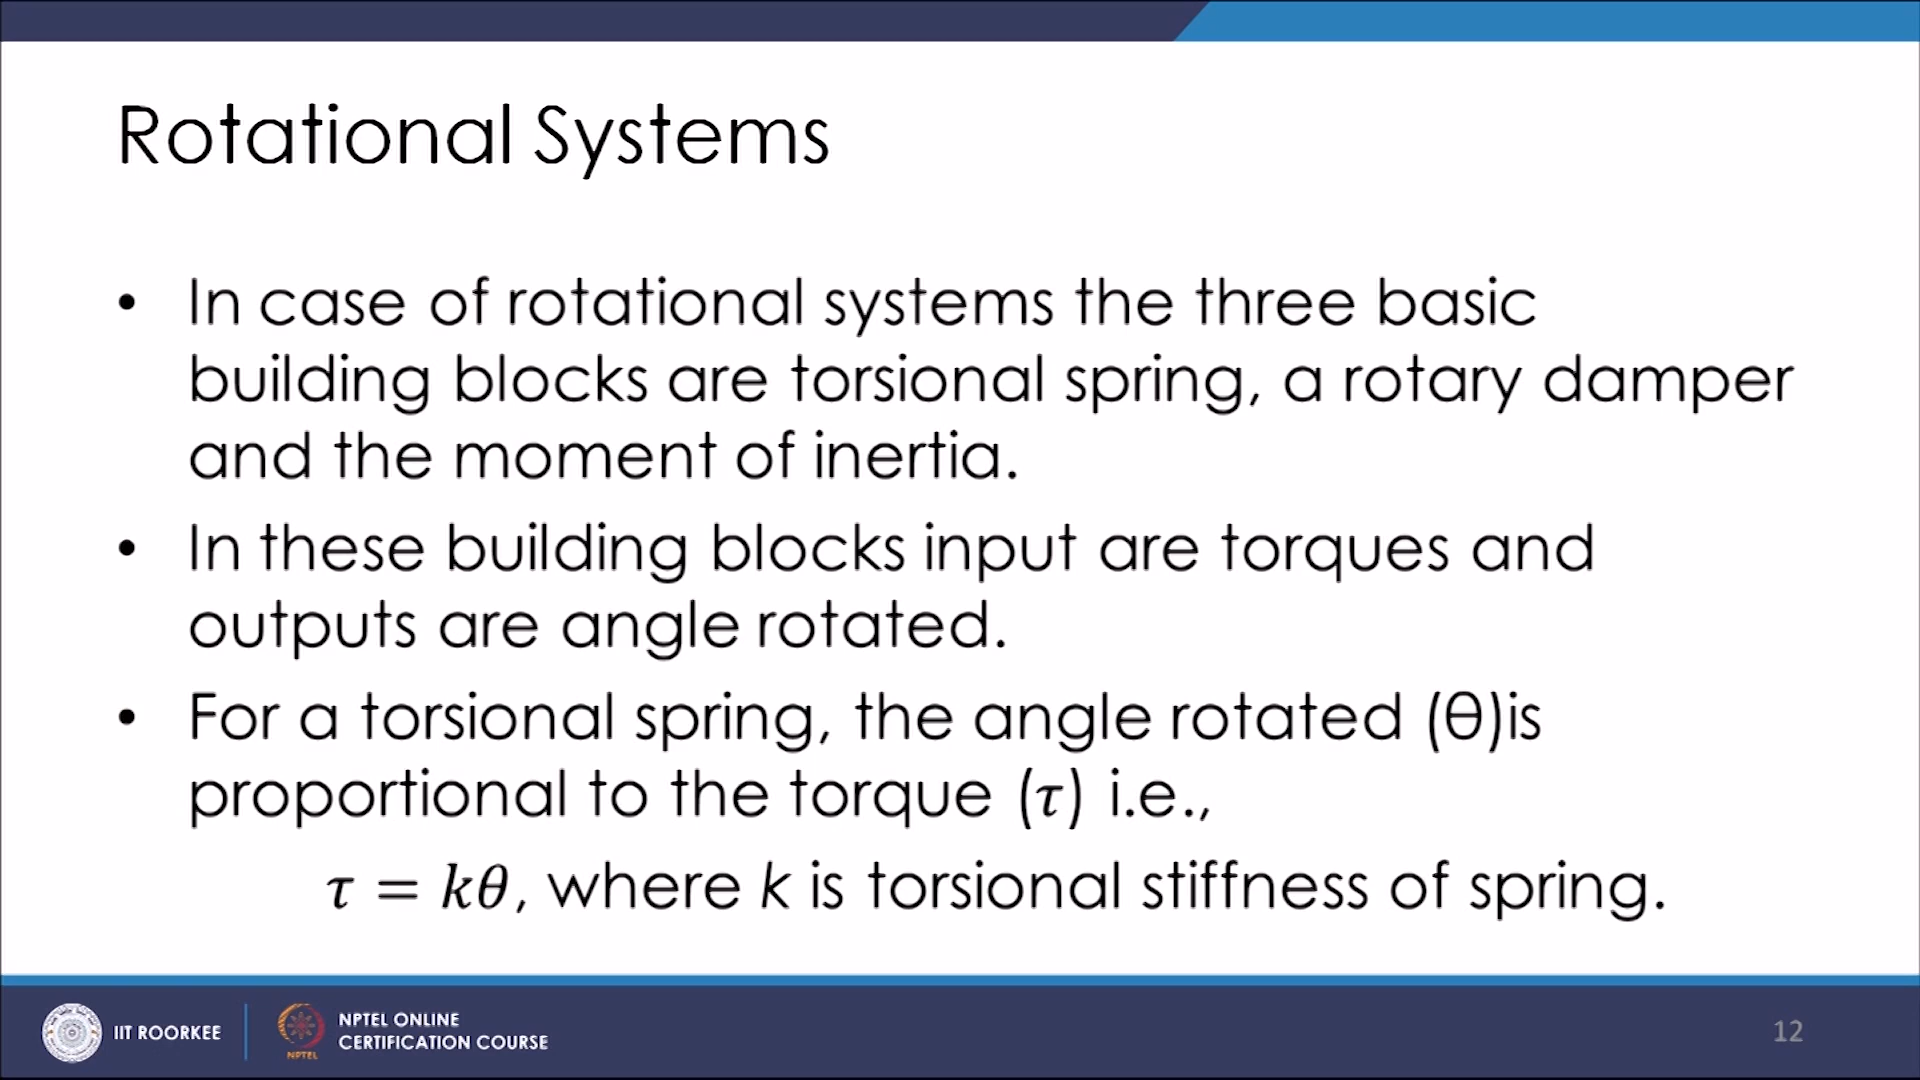 Rotational Systems
• In case of rotational systems the three basic
building blocks are torsional spring, a rotary damper
and the moment of inertia.
• In these building blocks input are torques and
outputs are angle rotated.
• For a torsional spring, the angle rotated (θ)is
proportional to the torque (τ) i.e.,
τ = kθ, where k is torsional stiffness of spring.
IIT ROORKEE
NPTEL
NPTEL ONLINE
CERTIFICATION COURSE
12